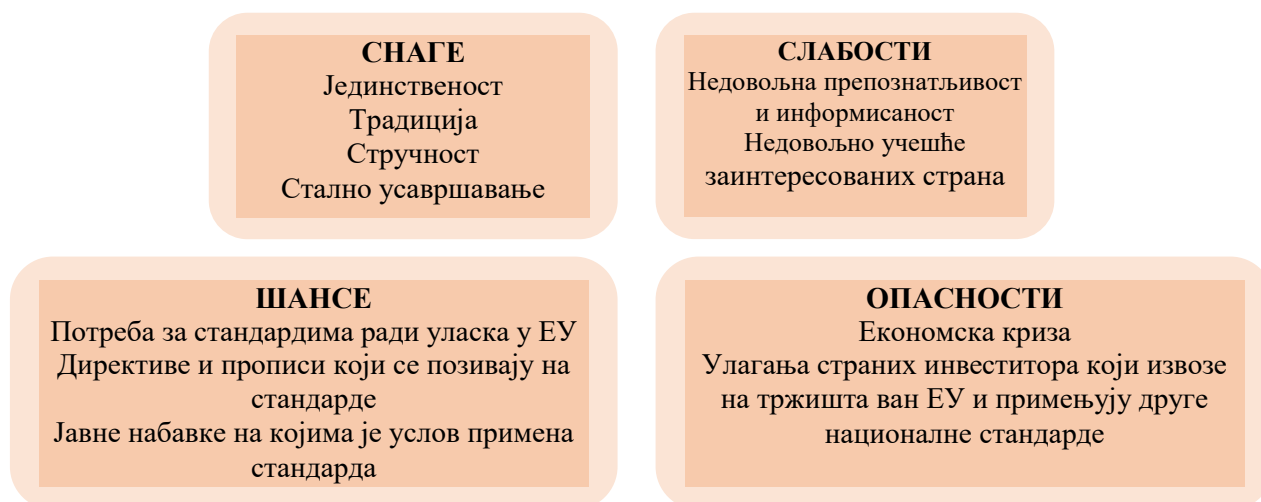 СНАГЕ
Јединственост
Традиција
Стручност
Стално усавршавање
СЛАБОСТИ
Недовољна препознатљивост
и информисаност
Недовољно учешће
заинтересованих страна
ШАНСЕ
Потреба за стандардима ради уласка у ЕУ
Директиве и прописи који се позивају на
стандарде
Јавне набавке на којима је услов примена
стандарда
ОПАСНОСТИ
Економска криза
Улагања страних инвеститора који извозе
на тржишта ван ЕУ и примењују друге
националне стандарде